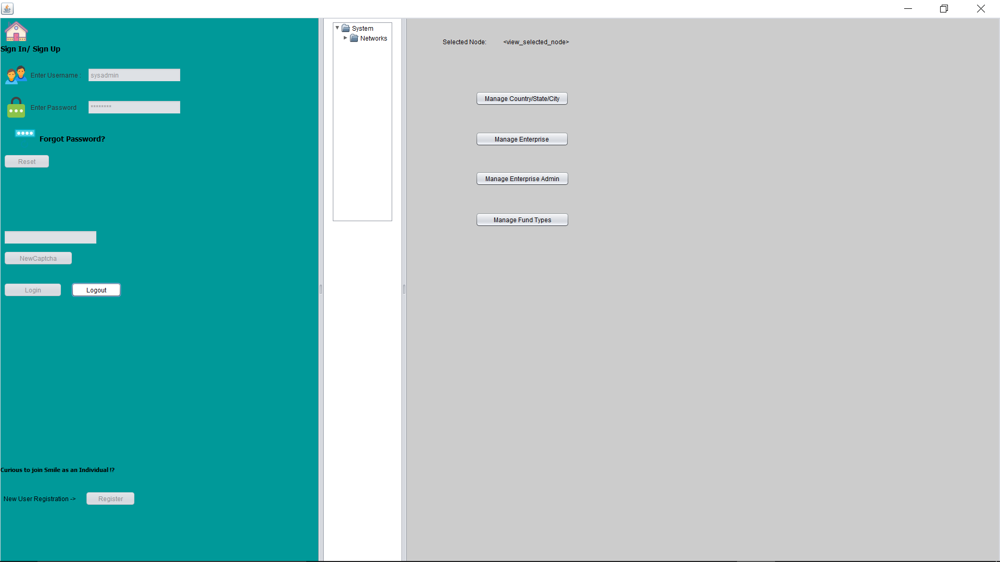 Sign In/ Sign Up
Enter Username :
sysadmin
Enter Password
********
Forgot Password?
Reset
NewCaptcha
Login
Logout
Curious to join Smile as an Individual !?
New User Registration ->
Register
System
Networks
Selected Node:
<view_selected_node>
Manage Country/State/City
Manage Enterprise
Manage Enterprise Admin
Manage Fund Types